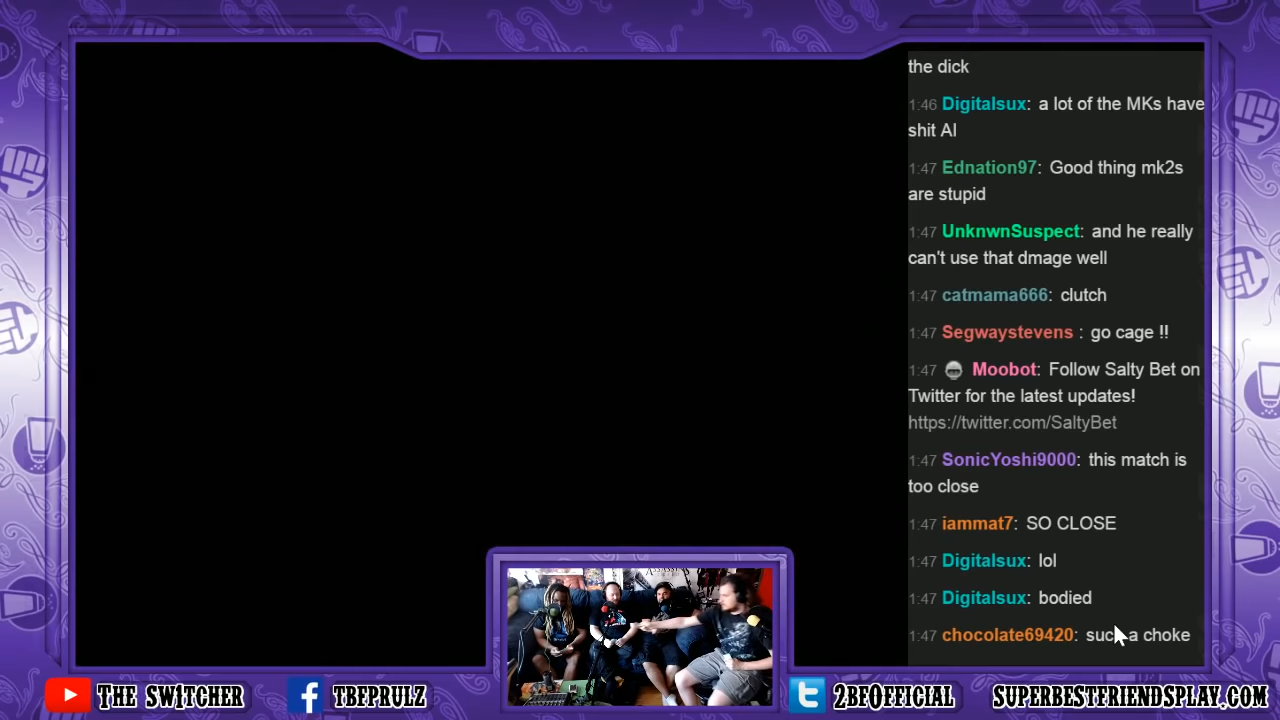 the dick
1:46 Digitalsux: a lot of the MKs have
shit AI
1:47 Ednation97: Good thing mk2s
are stupid
1:47 UnknwnSuspect: and he really
can't use that dmage well
1:47 catmama666: clutch
1:47 Segwaystevens : go cage !!
1:47 Moobot: Follow Salty Bet on
Twitter for the latest updates!
https://twitter.com/SaltyBet
1:47 SonicYoshi9000: this match is
too close
1:47 iammat7: SO CLOSE
1:47 Digitalsux: lol
1:47 Digitalsux: bodied
1:47 chocolate69420: such a choke
THE SW1TCHER
TBFPRULZ
2BFOFFICIAL
SUPERBESTFRIENDSPLAY.COM